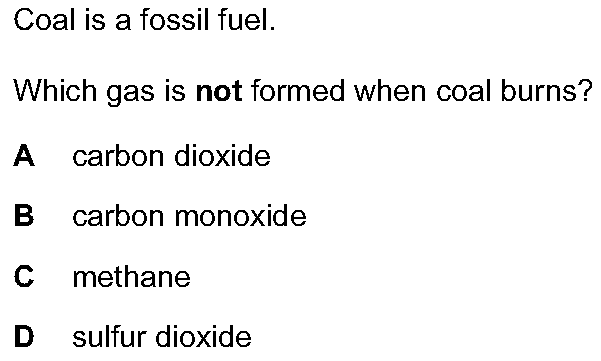 Coal is a fossil fuel.
Which gas is not formed when coal burns?
A carbon dioxide
B carbon monoxide
C methane
D sulfur dioxide